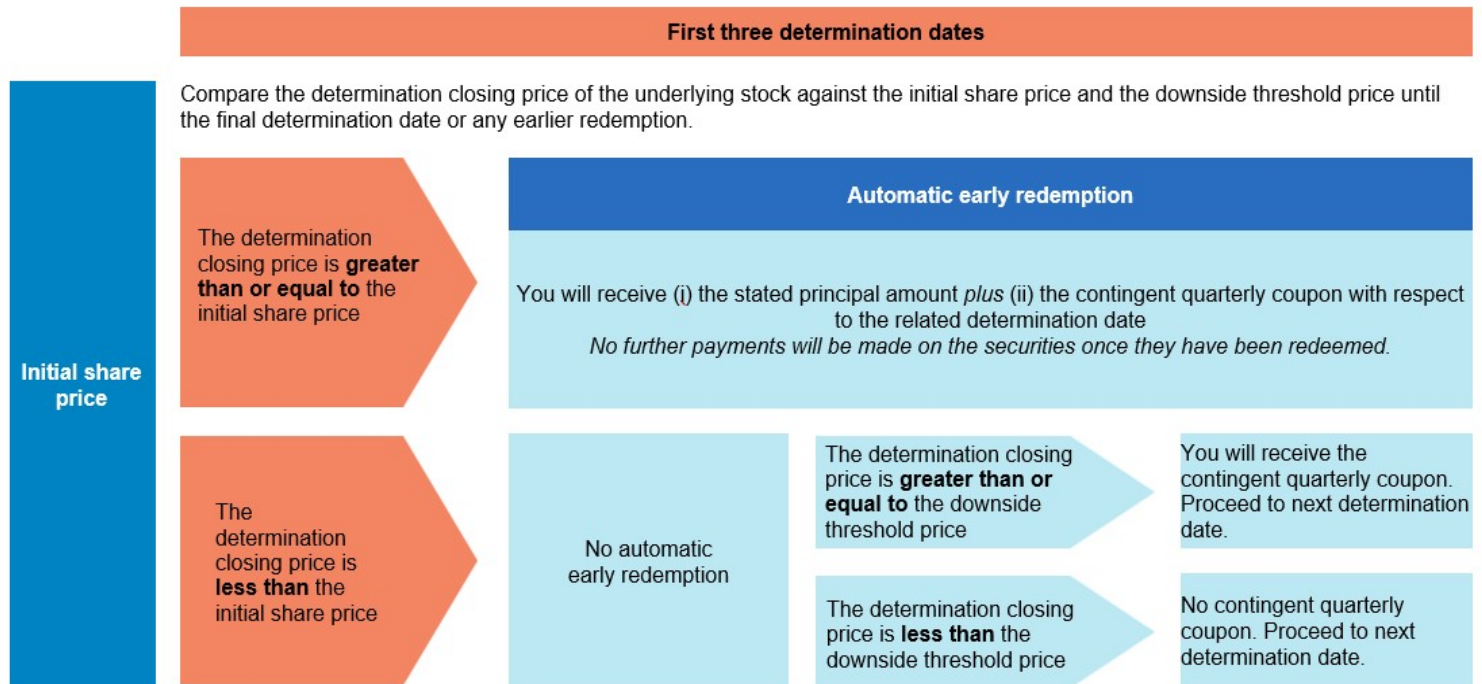 First three determination dates
Compare the determination closing price of the underlying stock against the initial share price and the downside threshold price until
the final determination date or any earlier redemption.
Initial share
price
The determination
closing price is greater
than or equal to the
initial share price
Automatic early redemption
You will receive (i) the stated principal amount plus (ii) the contingent quarterly coupon with respect
to the related determination date
No further payments will be made on the securities once they have been redeemed.
The
determination
closing price is
less than the
initial share price
No automatic
early redemption
The determination closing
price is greater than or
equal to the downside
threshold price
You will receive the
contingent quarterly coupon.
Proceed to next determination
date.
The determination closing
price is less than the
downside threshold price
No contingent quarterly
coupon. Proceed to next
determination date.